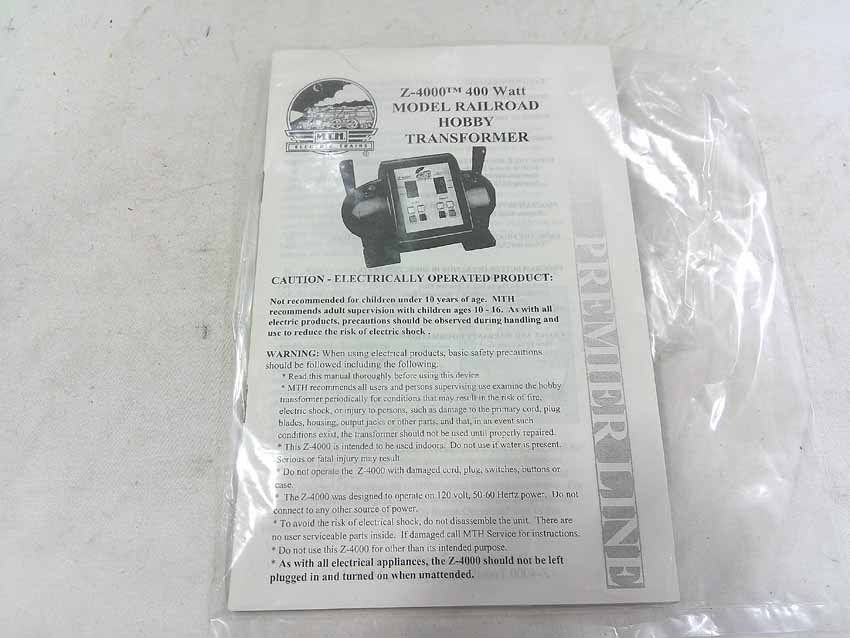 Z-4000™ 400 Watt
MODEL RAILROAD
HOBBY
TRANSFORMER
M.T.H.
ELECTRIC TRAINS
CAUTION - ELECTRICALLY OPERATED PRODUCT:
Not recommended for children under 10 years of age. MTH
recommends adult supervision with children ages 10 - 16. As with all
electric products, precautions should be observed during handling and
use to reduce the risk of electric shock .
WARNING: When using electrical products, basic safety precautions
should be followed including the following:
* Read this manual thoroughly before using this device.
* MTH recommends all users and persons supervising use examine the hobby
transformer periodically for conditions that may result in the risk of fire,
electric shock, or injury to persons, such as damage to the primary cord, plug
blades, housing, output jacks or other parts, and that, in an event such
conditions exist, the transformer should not be used until properly repaired.
* This Z-4000 is intended to be used indoors. Do not use if water is present.
Serious or fatal injury may result.
* Do not operate the Z-4000 with damaged cord, plug, switches, buttons or
case.
* The Z-4000 was designed to operate on 120 volt, 50-60 Hertz power. Do not
connect to any other source of power.
* To avoid the risk of electrical shock, do not disassemble the unit. There are
no user serviceable parts inside. If damaged call MTH Service for instructions.
* Do not use this Z-4000 for other than its intended purpose.
* As with all electrical appliances, the Z-4000 should not be left
plugged in and turned on when unattended.
PREMIER LINE